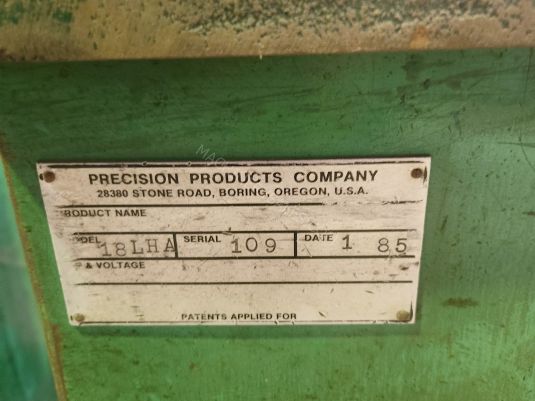 PRECISION PRODUCTS COMPANY
28380 STONE ROAD, BORING, OREGON, U.S.A.
RODUCT NAME
ODEL 18LHA SERIAL 109 DATE 1 85
& VOLTAGE
PATENTS APPLIED FOR